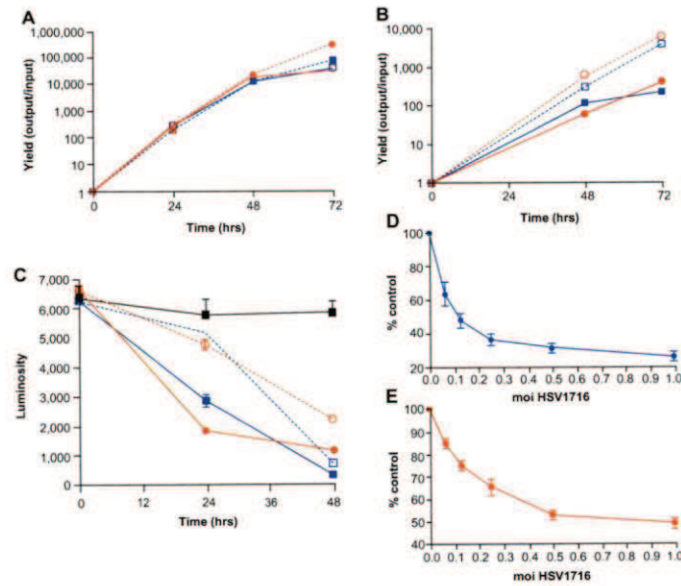 A
Yield (output/input)
1,000,000
100,000
10,000
1,000
100
10
1
0 24 48 72
Time (hrs)
B
Yield (output/input)
10,000
1,000
100
10
1
0 24 48 72
Time (hrs)
C
Luminosity
7,000
6,000
5,000
4,000
3,000
2,000
1,000
0
0 12 24 36 48
Time (hrs)
D
% control
100
80
60
40
20
0.0 0.1 0.2 0.3 0.4 0.5 0.6 0.7 0.8 0.9 1.0
moi HSV1716
E
% control
100
90
80
70
60
50
40
0.0 0.1 0.2 0.3 0.4 0.5 0.6 0.7 0.8 0.9 1.0
moi HSV1716